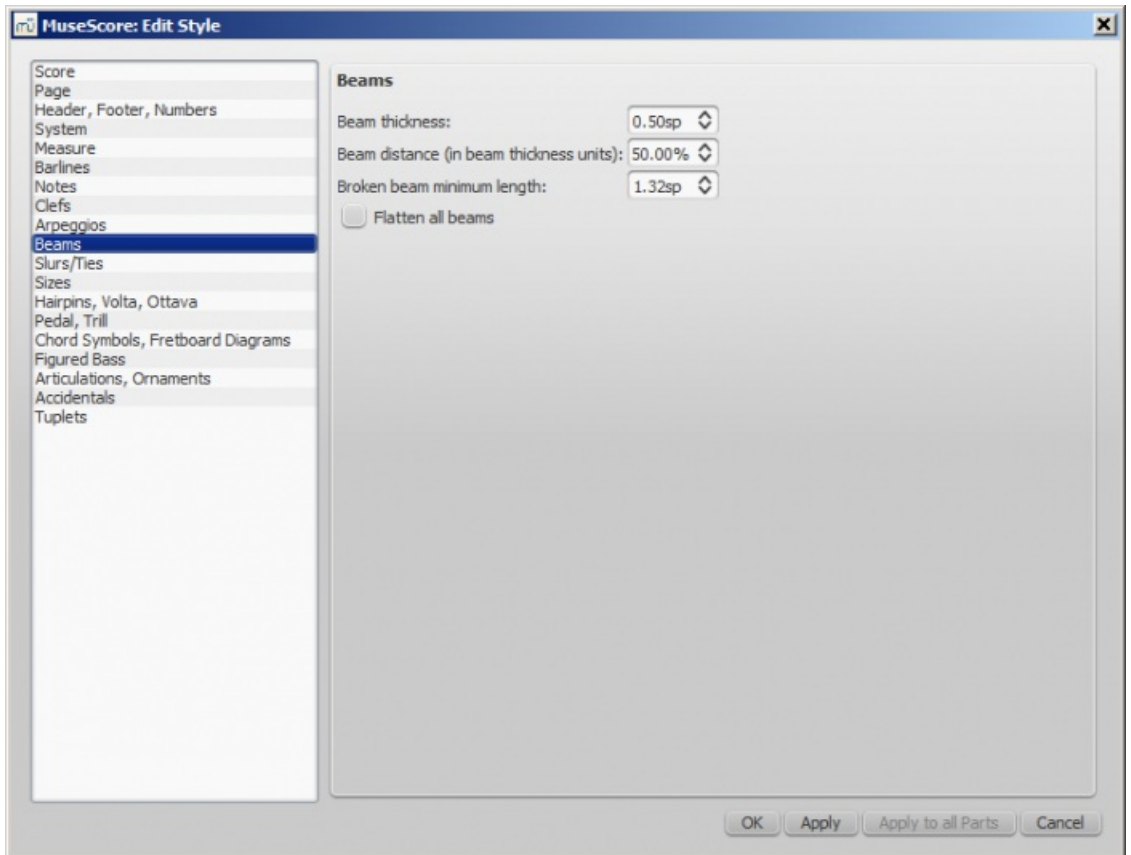 mû MuseScore: Edit Style
Score
Page
Header, Footer, Numbers
System
Measure
Barlines
Notes
Clefs
Arpeggios
Beams
Slurs/Ties
Sizes
Hairpins, Volta, Ottava
Pedal, Trill
Chord Symbols, Fretboard Diagrams
Figured Bass
Articulations, Ornaments
Accidentals
Tuplets
Beams
Beam thickness: 0.50sp
Beam distance (in beam thickness units): 50.00%
Broken beam minimum length: 1.32sp
Flatten all beams
OK Apply Apply to all Parts Cancel